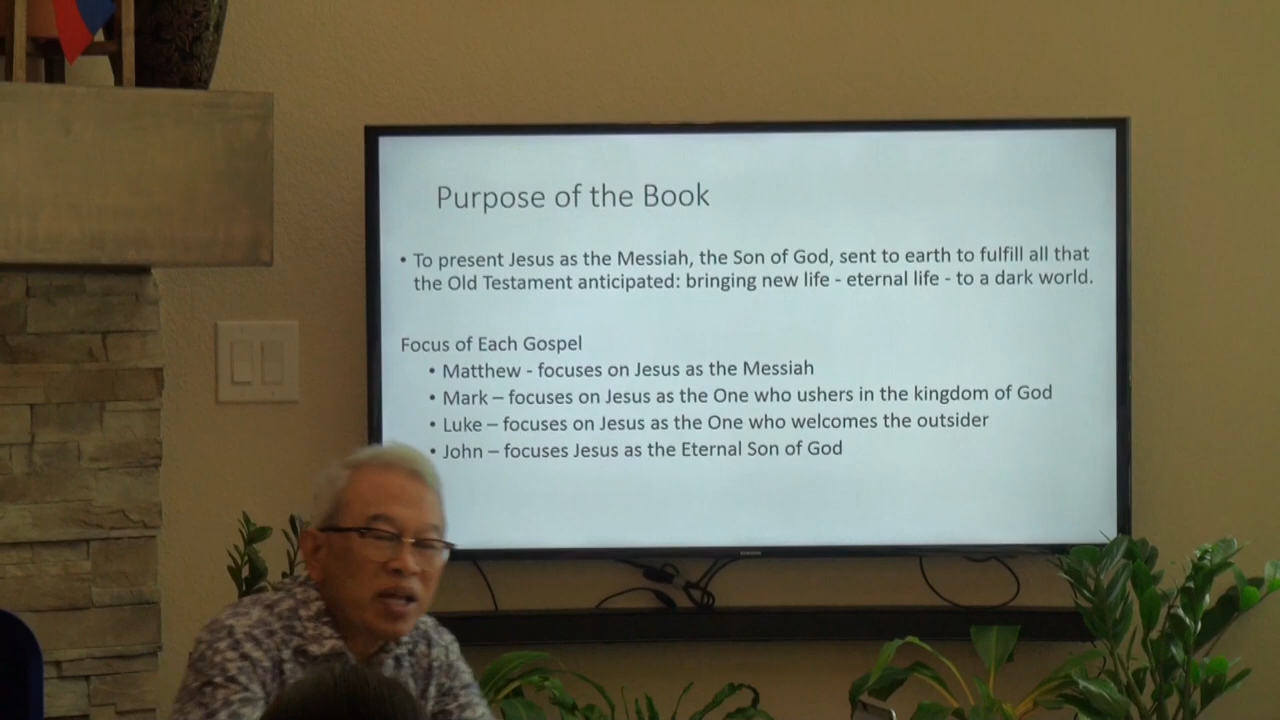 Purpose of the Book
• To present Jesus as the Messiah, the Son of God, sent to earth to fulfill all that
the Old Testament anticipated: bringing new life - eternal life - to a dark world.
Focus of Each Gospel
• Matthew - focuses on Jesus as the Messiah
• Mark – focuses on Jesus as the One who ushers in the kingdom of God
• Luke – focuses on Jesus as the One who welcomes the outsider
• John – focuses Jesus as the Eternal Son of God
SAMSUNG